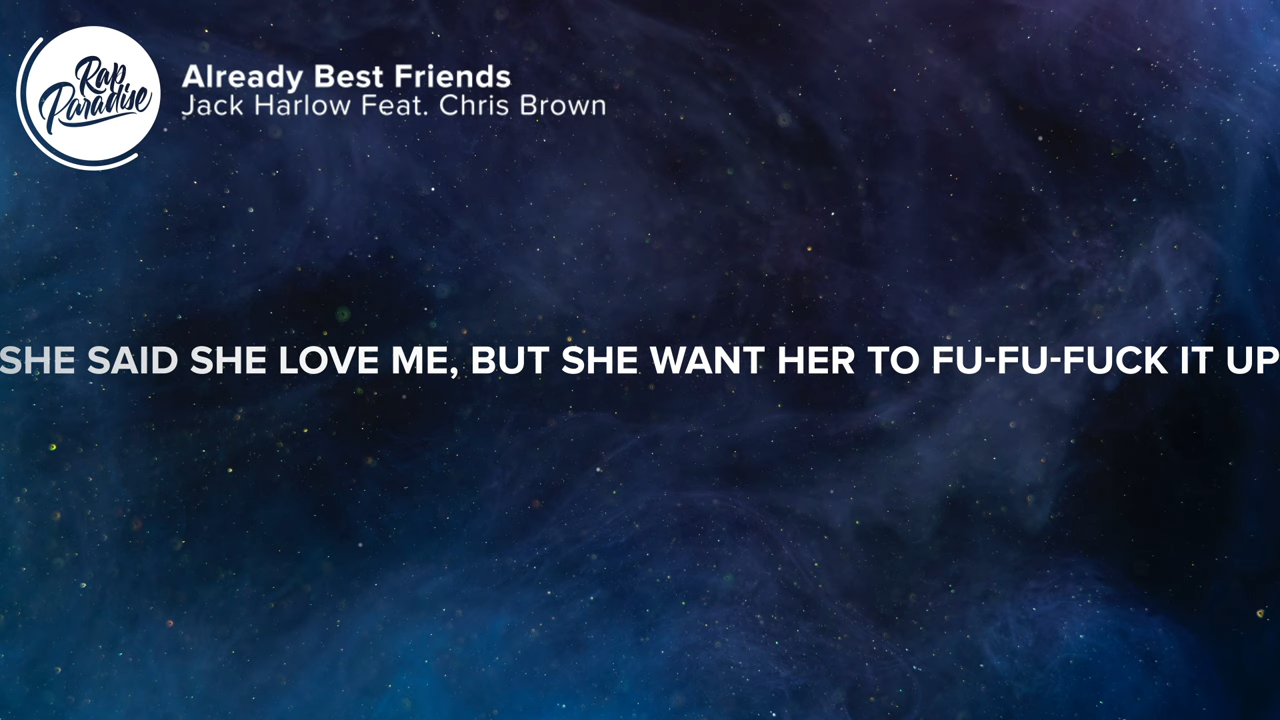 Rap
Paradise
Already Best Friends
Jack Harlow Feat. Chris Brown
SHE SAID SHE LOVE ME, BUT SHE WANT HER TO FU-FU-FUCK IT UP